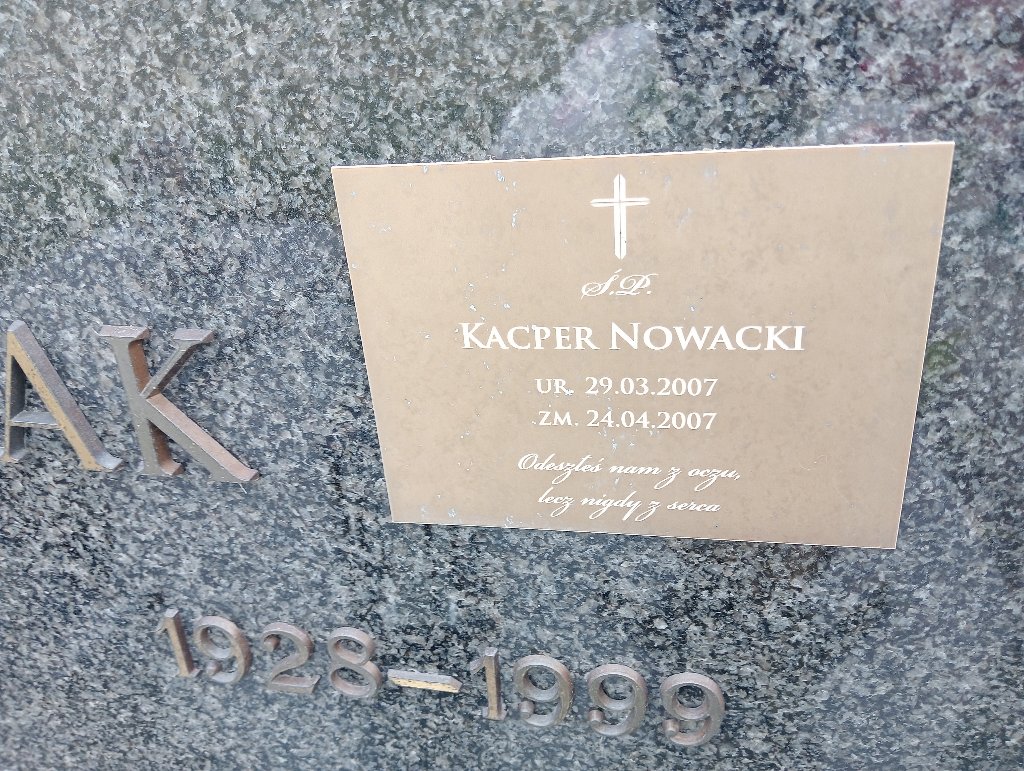 AK
Ś.P.
KACPER NOWACKI
UR. 29.03.2007
ZM. 24.04.2007
Odeszłeś nam z oczu,
lecz nigdy z serca
1928-1999